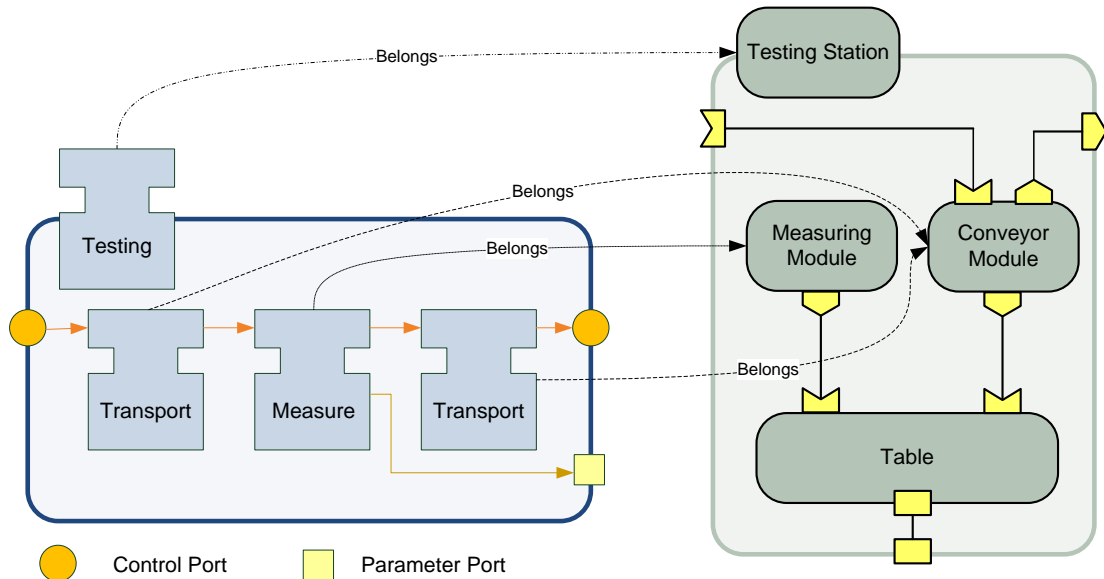 Testing Station
Belongs
Belongs
Testing
Belongs
Measuring
Module
Conveyor
Module
Belongs
Transport
Measure
Transport
Table
Control Port
Parameter Port